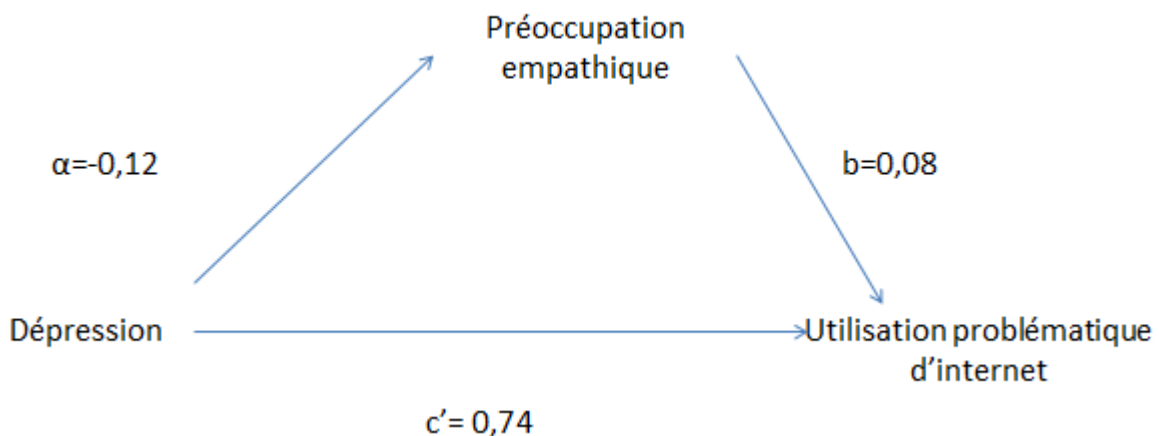 Préoccupation
empathique
α=-0,12
b=0,08
Dépression
Utilisation problématique
d’internet
c’= 0,74